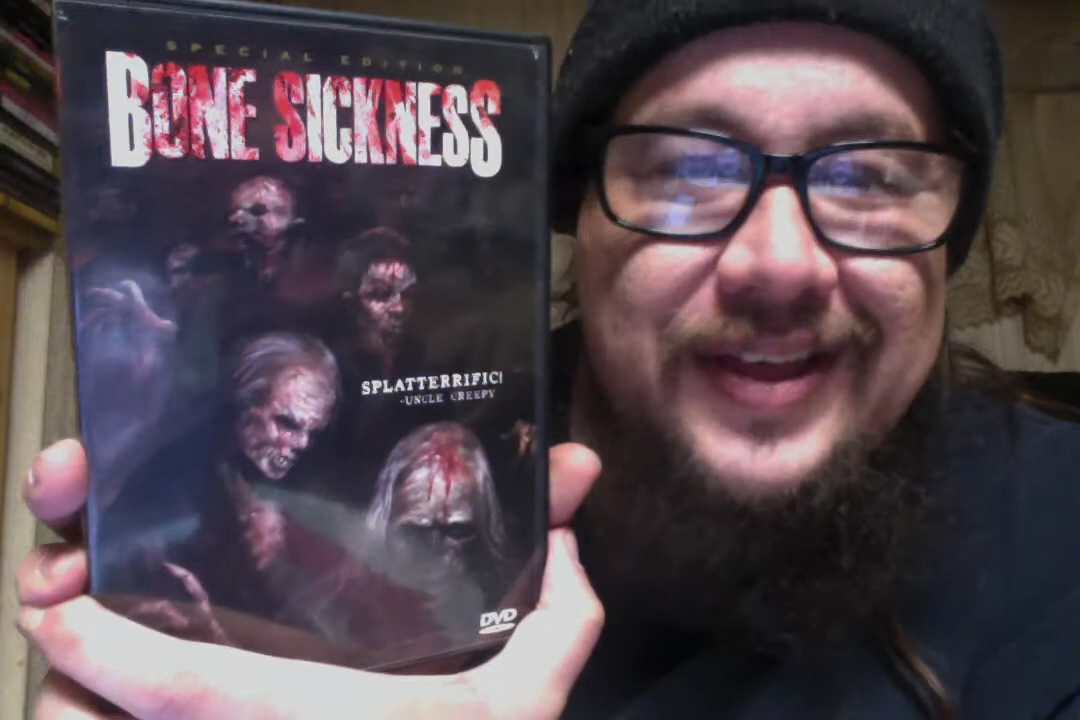 SPECIAL EDITION
BONE SICKNESS
SPLATTERRIFIC!
-UNCLE CREEPY
DVD